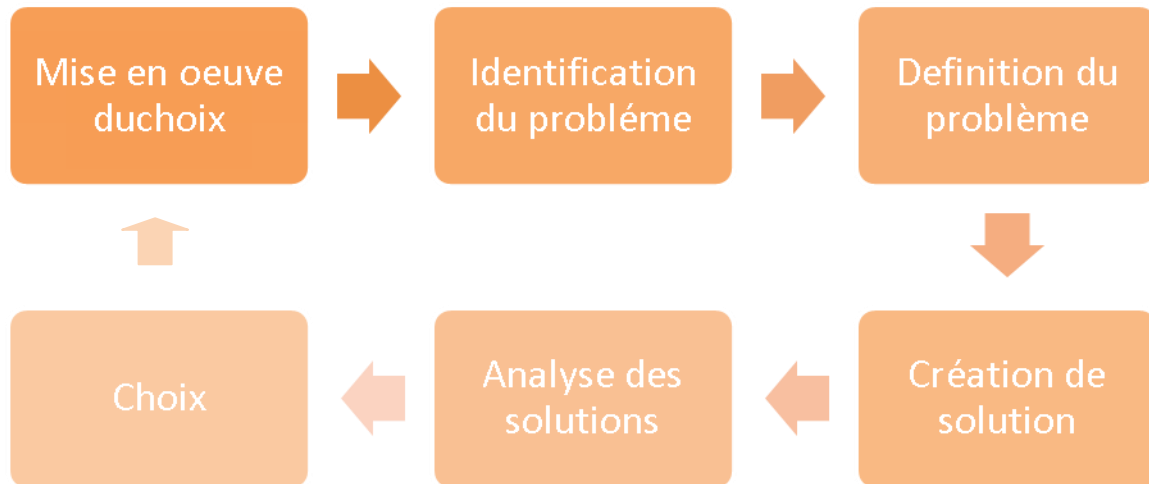 Mise en oeuve
duchoix
Identification
du probléme
Definition du
problème
Création de
solution
Analyse des
solutions
Choix